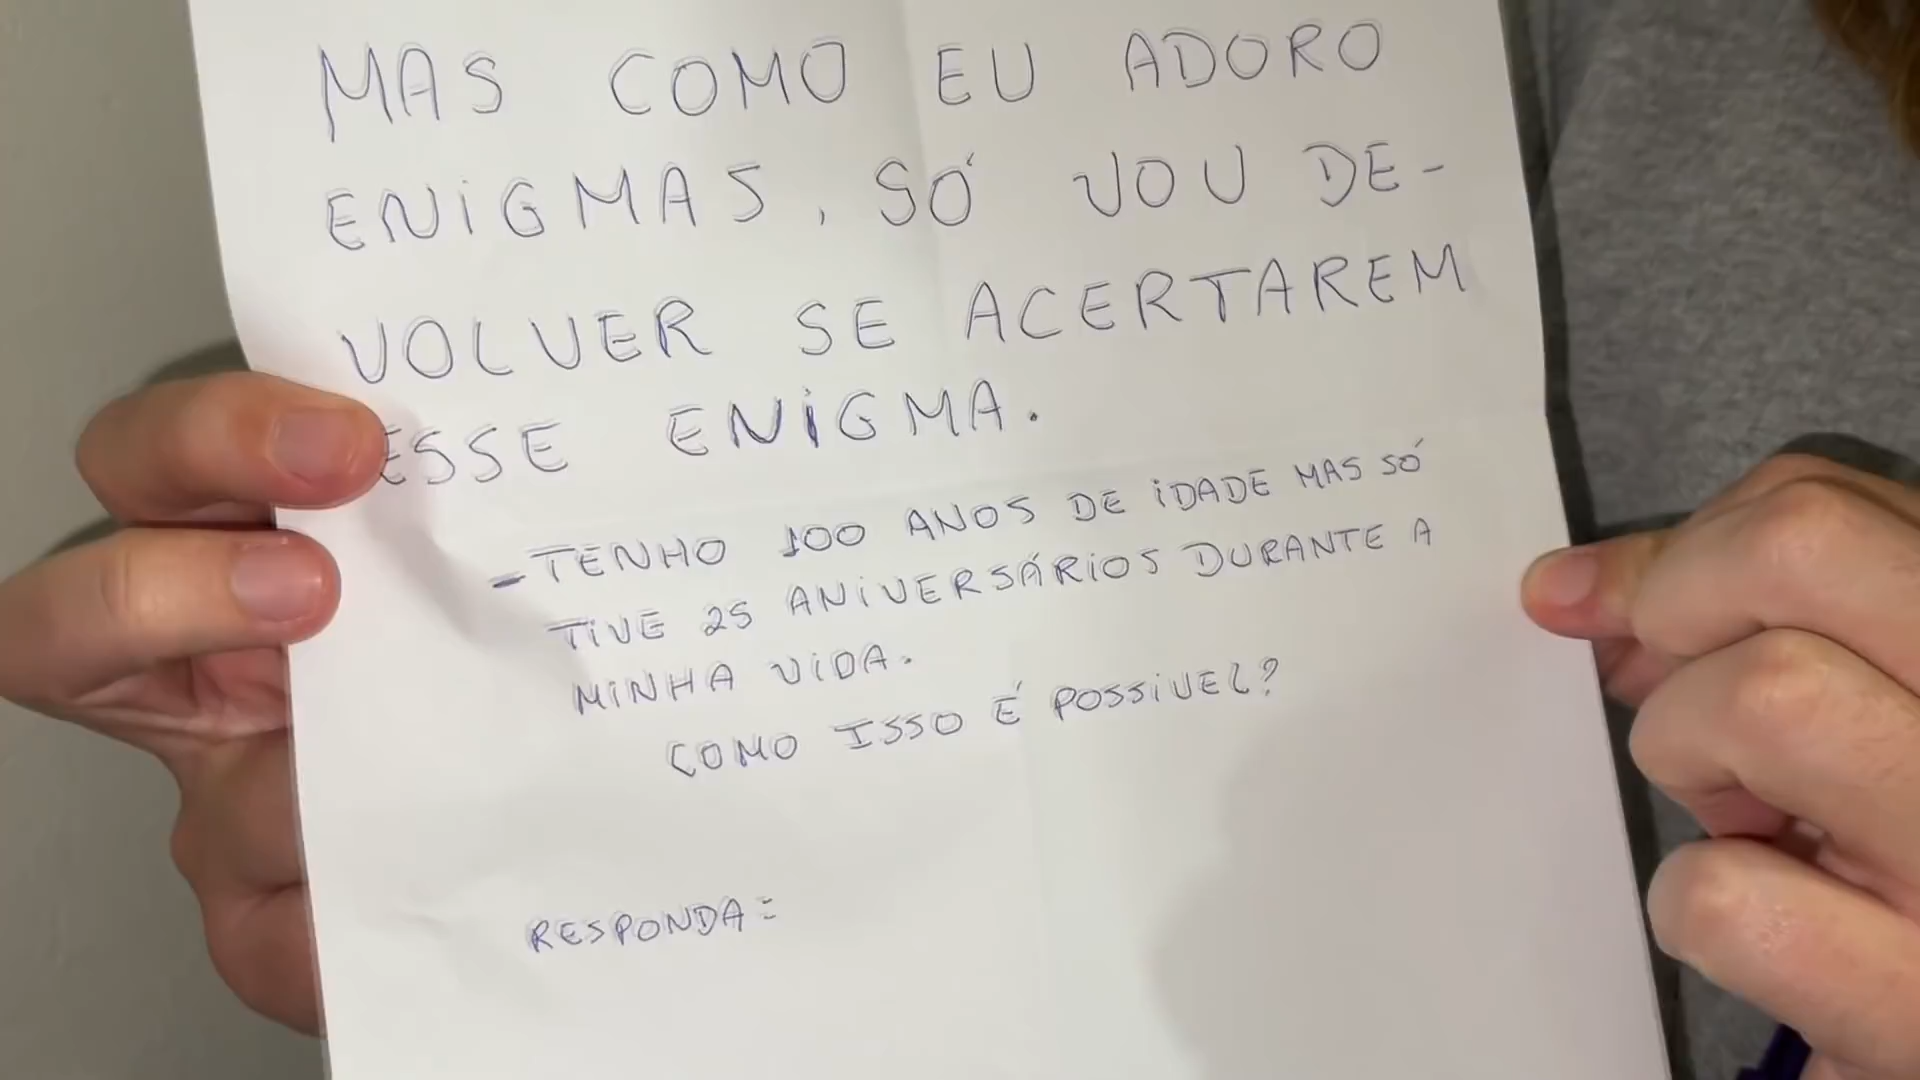 MAS COMO EU ADORO
ENIGMAS, SÓ VOU DE-
VOLVER SE ACERTAREM
ESSE ENIGMA.
- TENHO 100 ANOS DE IDADE MAS SÓ
TIVE 25 ANIVERSÁRIOS DURANTE A
MINHA VIDA.
COMO ISSO É POSSIVEL?
RESPONDA: